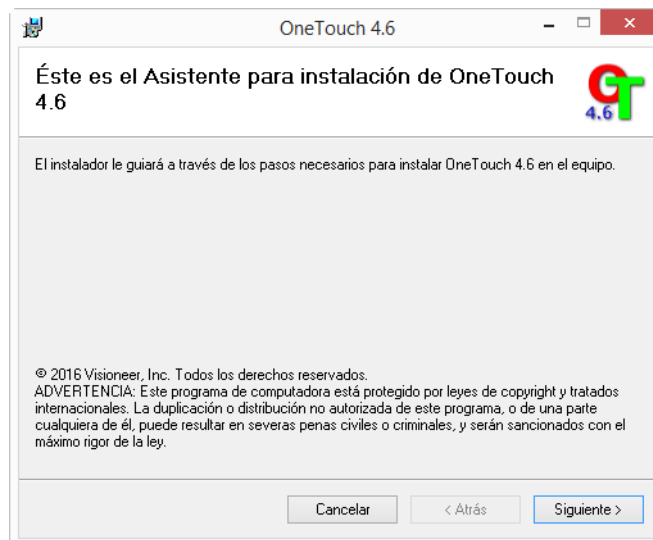 OneTouch 4.6
Éste es el Asistente para instalación de OneTouch
4.6
OT
4.6
El instalador le guiará a través de los pasos necesarios para instalar OneTouch 4.6 en el equipo.
© 2016 Visioneer, Inc. Todos los derechos reservados.
ADVERTENCIA: Este programa de computadora está protegido por leyes de copyright y tratados
internacionales. La duplicación o distribución no autorizada de este programa, o de una parte
cualquiera de él, puede resultar en severas penas civiles o criminales, y serán sancionados con el
máximo rigor de la ley.
Cancelar
< Atrás
Siguiente >